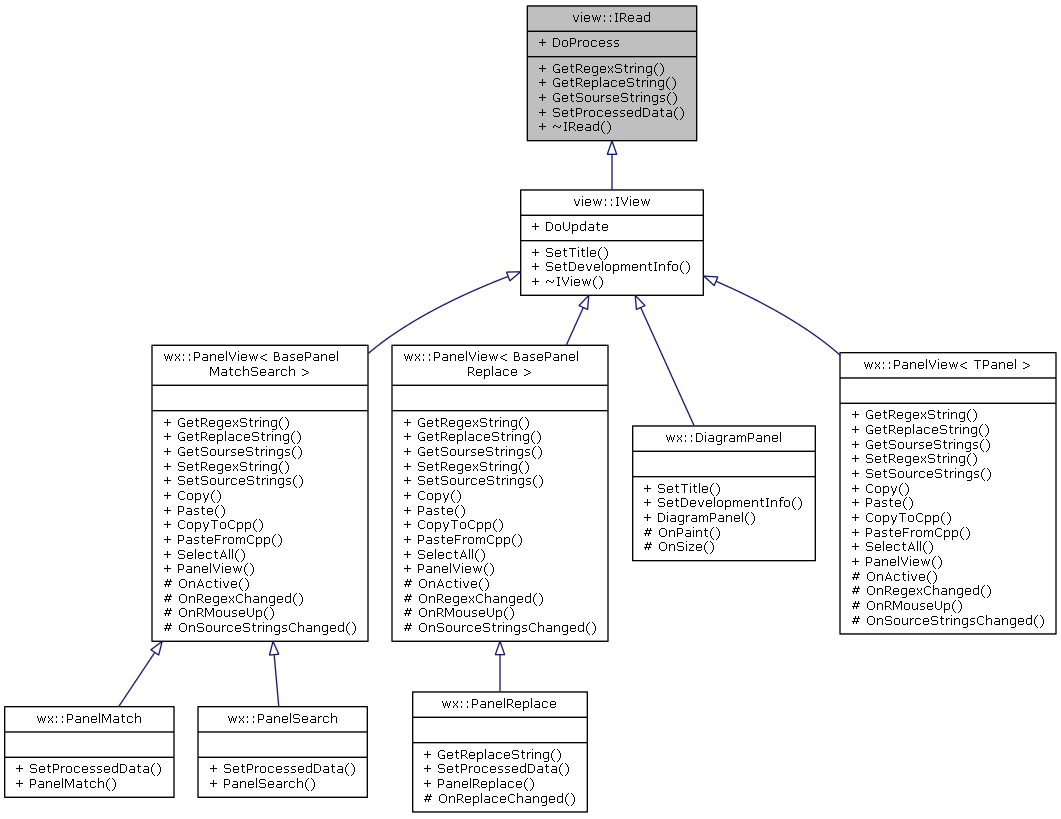 view::IRead
+ DoProcess
+ GetRegexString()
+ GetReplaceString()
+ GetSourseStrings()
+ SetProcessedData()
+ ~IRead()
view::IView
+ DoUpdate
+ SetTitle()
+ SetDevelopmentInfo()
+ ~IView()
wx::PanelView< BasePanel
MatchSearch >
+ GetRegexString()
+ GetReplaceString()
+ GetSourseStrings()
+ SetRegexString()
+ SetSourceStrings()
+ Copy()
+ Paste()
+ CopyToCpp()
+ PasteFromCpp()
+ SelectAll()
+ PanelView()
# OnActive()
# OnRegexChanged()
# OnRMouseUp()
# OnSourceStringsChanged()
wx::PanelView< BasePanel
Replace >
+ GetRegexString()
+ GetReplaceString()
+ GetSourseStrings()
+ SetRegexString()
+ SetSourceStrings()
+ Copy()
+ Paste()
+ CopyToCpp()
+ PasteFromCpp()
+ SelectAll()
+ PanelView()
# OnActive()
# OnRegexChanged()
# OnRMouseUp()
# OnSourceStringsChanged()
wx::DiagramPanel
+ SetTitle()
+ SetDevelopmentInfo()
+ DiagramPanel()
# OnPaint()
# OnSize()
wx::PanelView< TPanel >
+ GetRegexString()
+ GetReplaceString()
+ GetSourseStrings()
+ SetRegexString()
+ SetSourceStrings()
+ Copy()
+ Paste()
+ CopyToCpp()
+ PasteFromCpp()
+ SelectAll()
+ PanelView()
# OnActive()
# OnRegexChanged()
# OnRMouseUp()
# OnSourceStringsChanged()
wx::PanelMatch
+ SetProcessedData()
+ PanelMatch()
wx::PanelSearch
+ SetProcessedData()
+ PanelSearch()
wx::PanelReplace
+ GetReplaceString()
+ SetProcessedData()
+ PanelReplace()
# OnReplaceChanged()